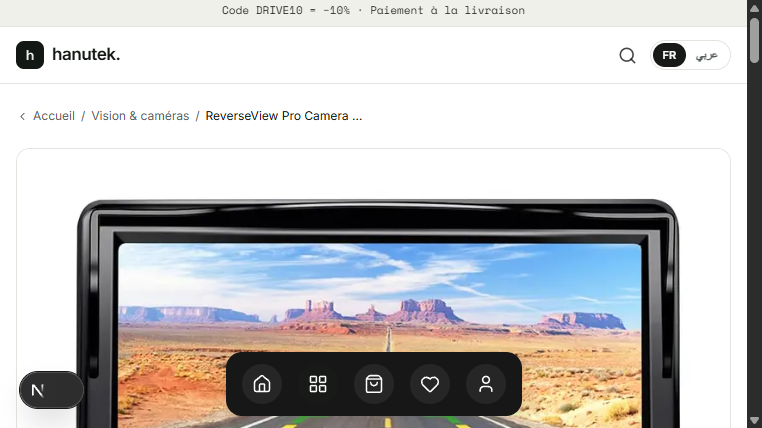 Code DRIVE10 = −10% · Paiement à la livraison
h hanutek.
FR عربي
Accueil / Vision & caméras / ReverseView Pro Camera ...
N